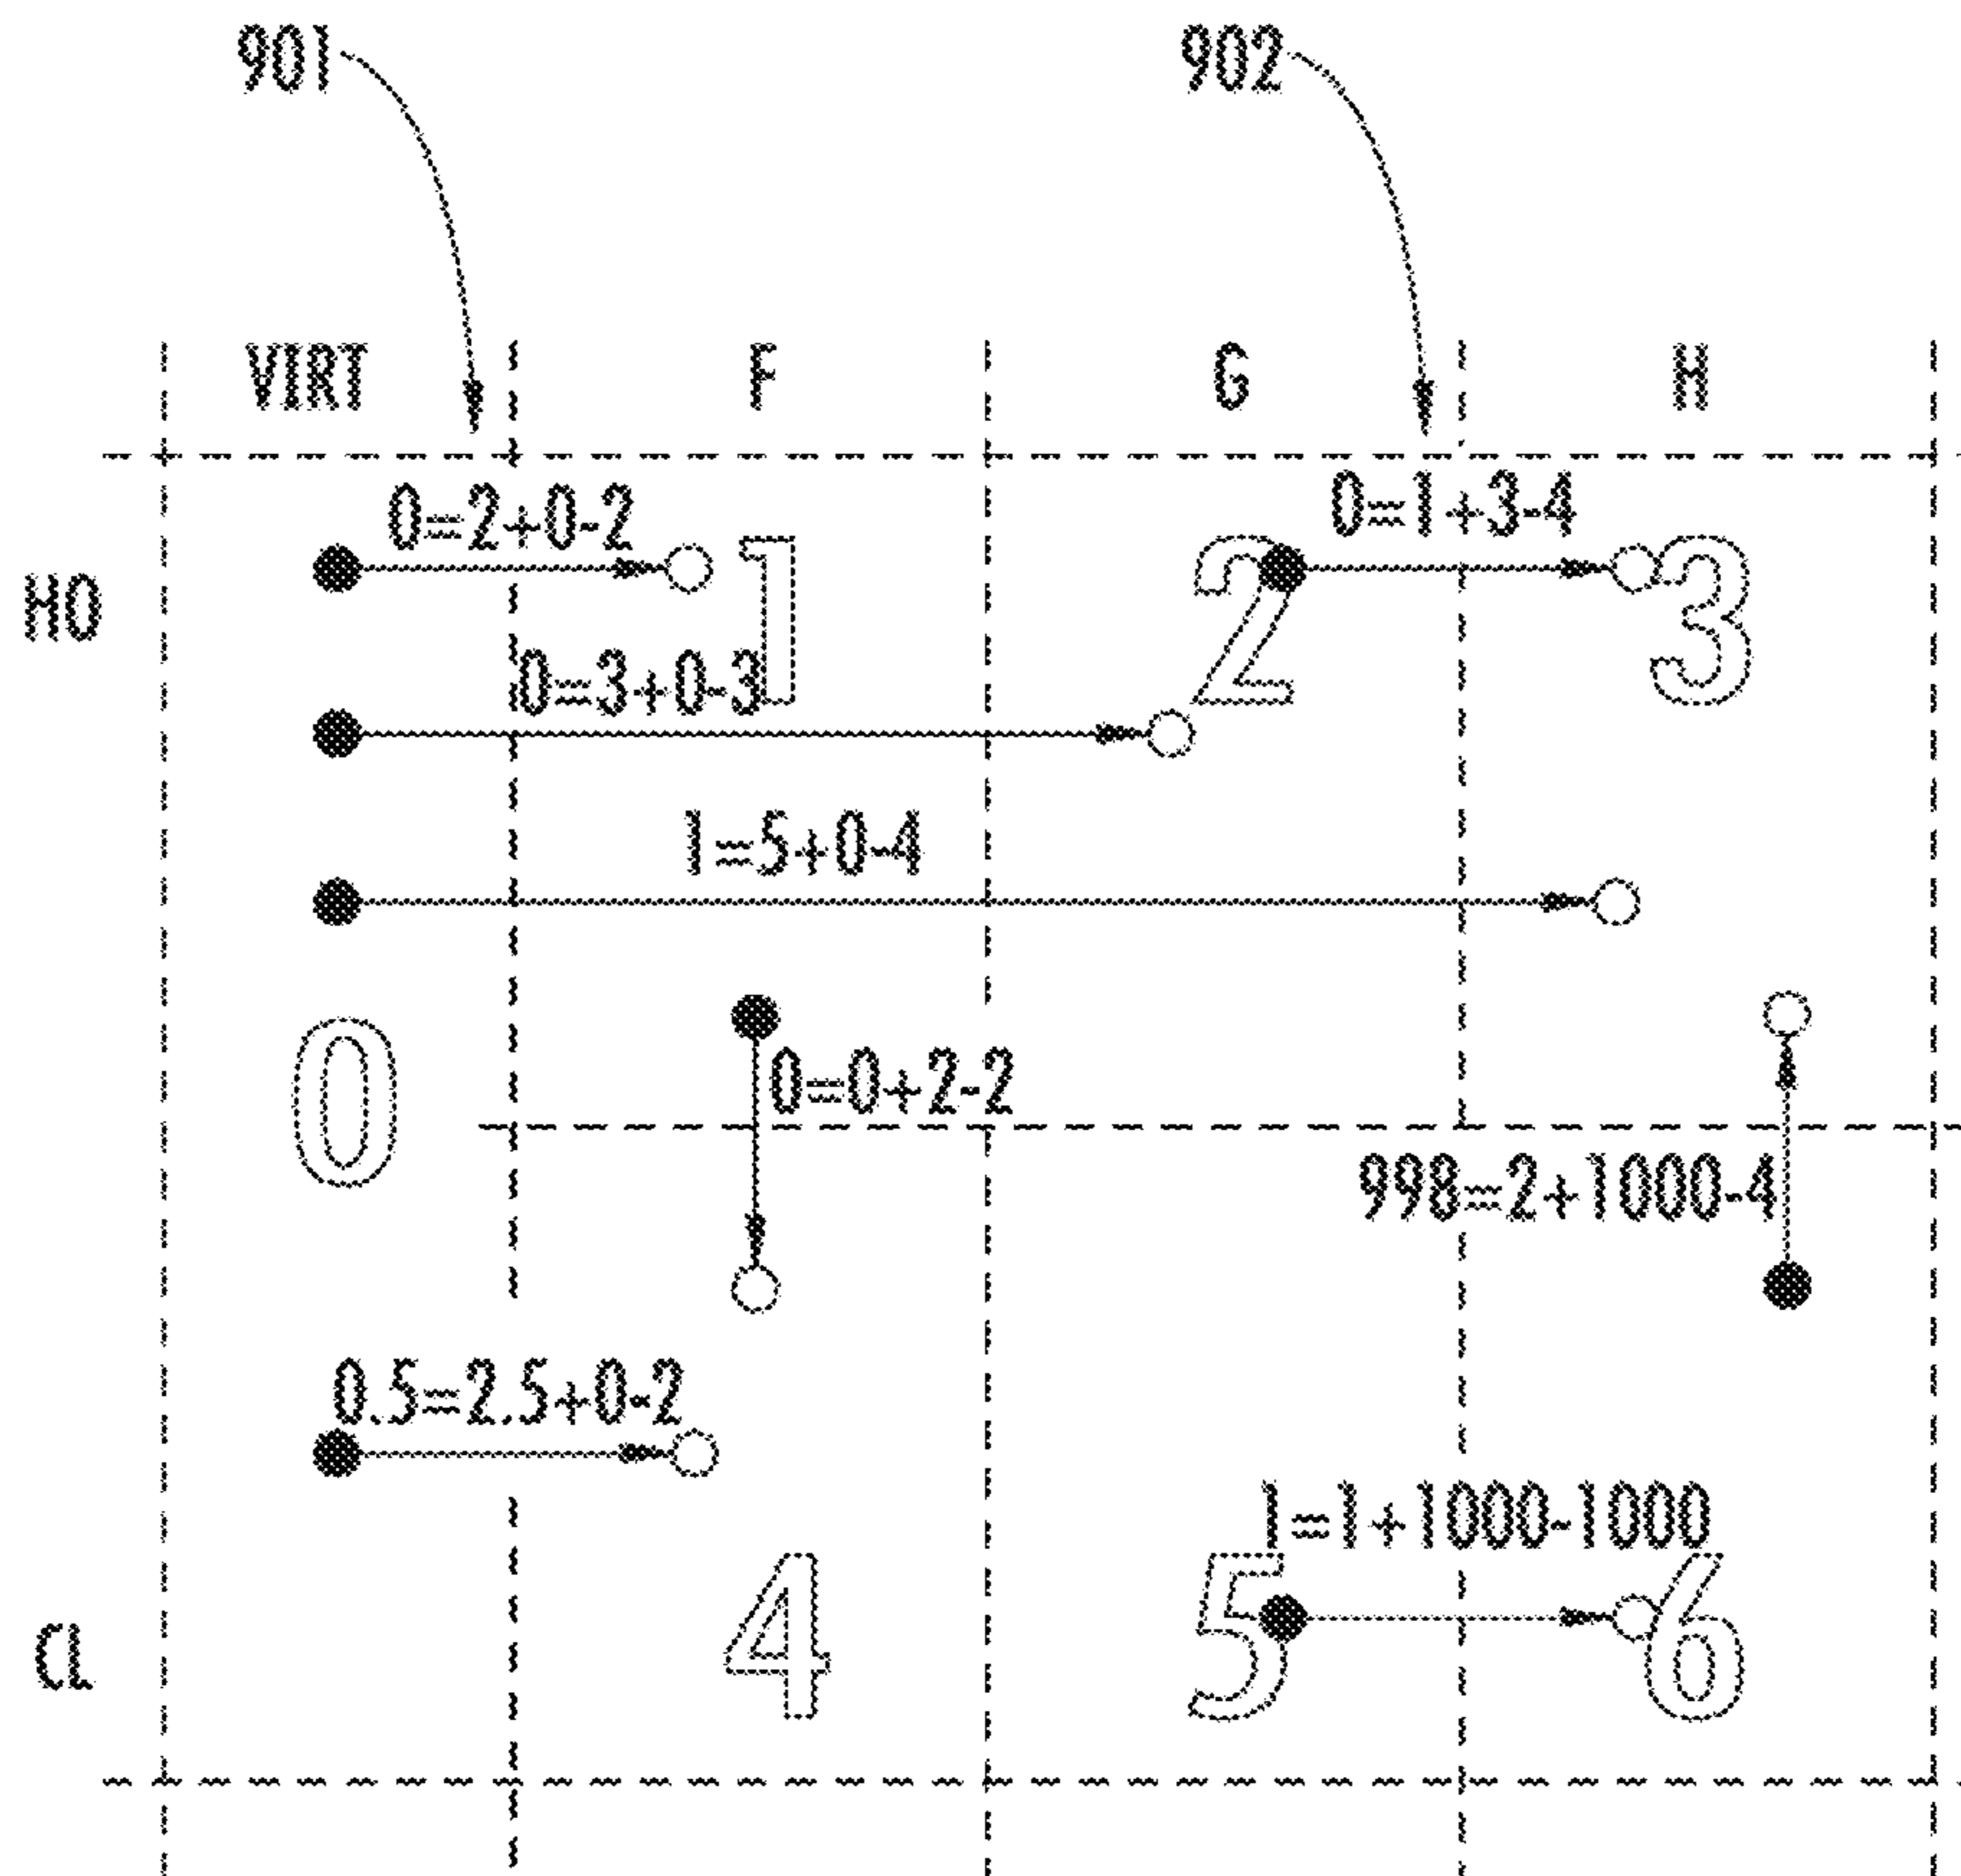 901 902
VIRT F G H
0=2+0-2 0=1+3-4
HO 1 2 3
0=3+0-3
1=5+0-4
0 0=0+2-2
998=2+1000-4
0.5=2.5+0-2
1=1+1000-1000
a 4 5 6